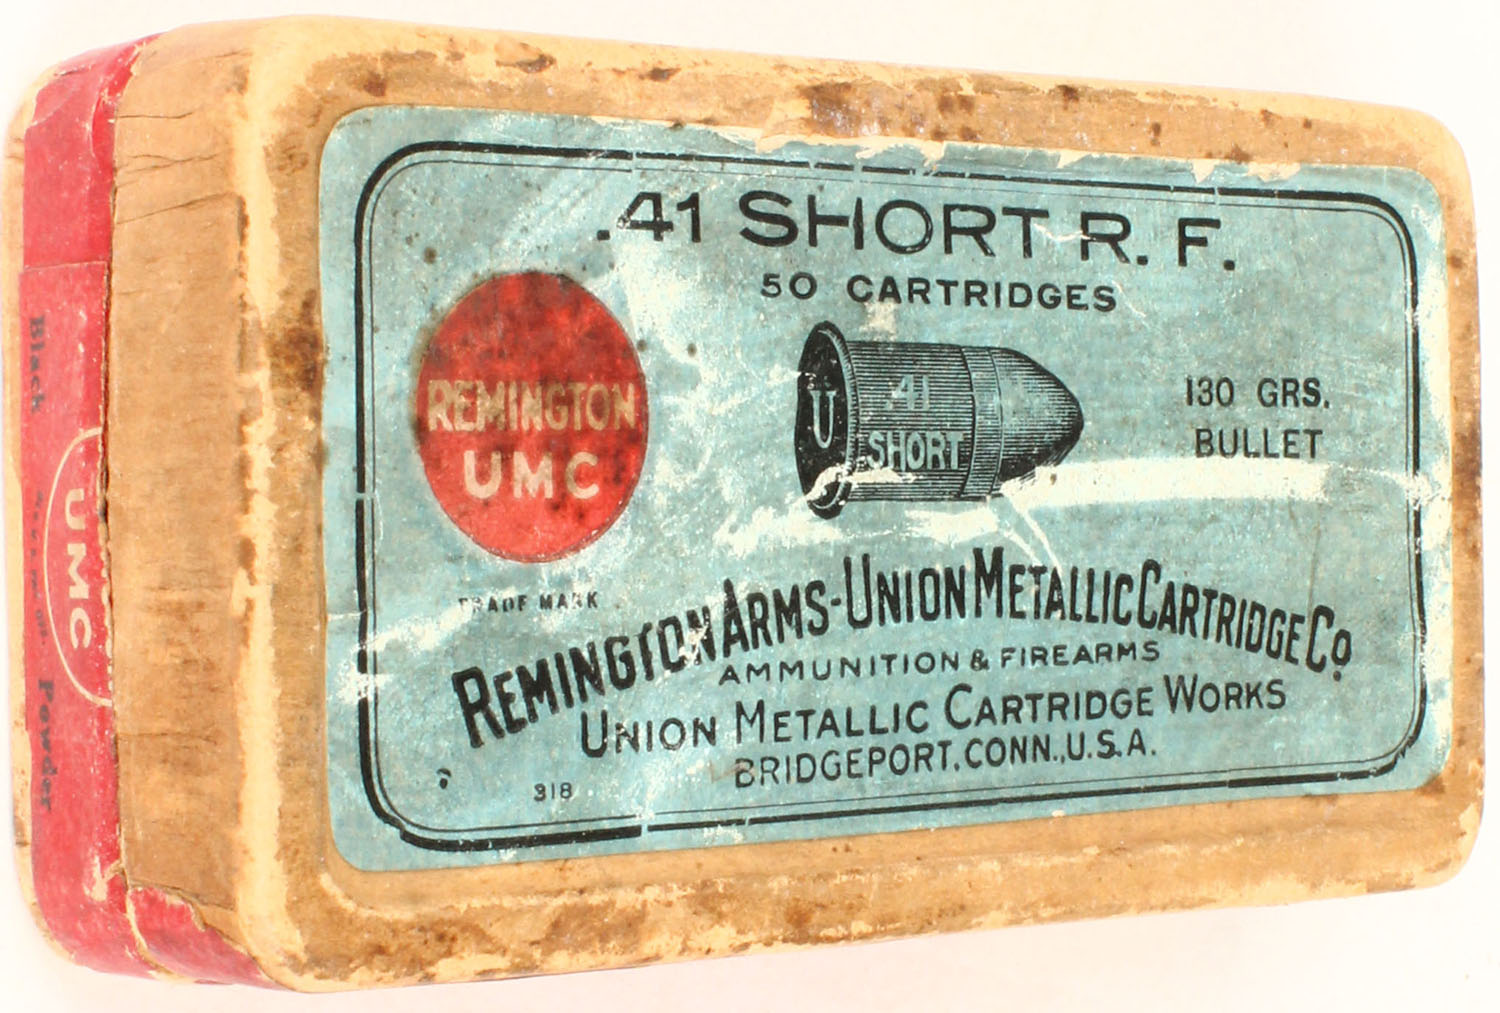 .41 SHORT R. F.
50 CARTRIDGES
REMINGTON
UMC
TRADE MARK
U
.41
SHORT
130 GRS.
BULLET
REMINGTON ARMS-UNION METALLIC CARTRIDGE CO.
AMMUNITION & FIREARMS
UNION METALLIC CARTRIDGE WORKS
BRIDGEPORT, CONN., U.S.A.
318
Black Powder
UMC